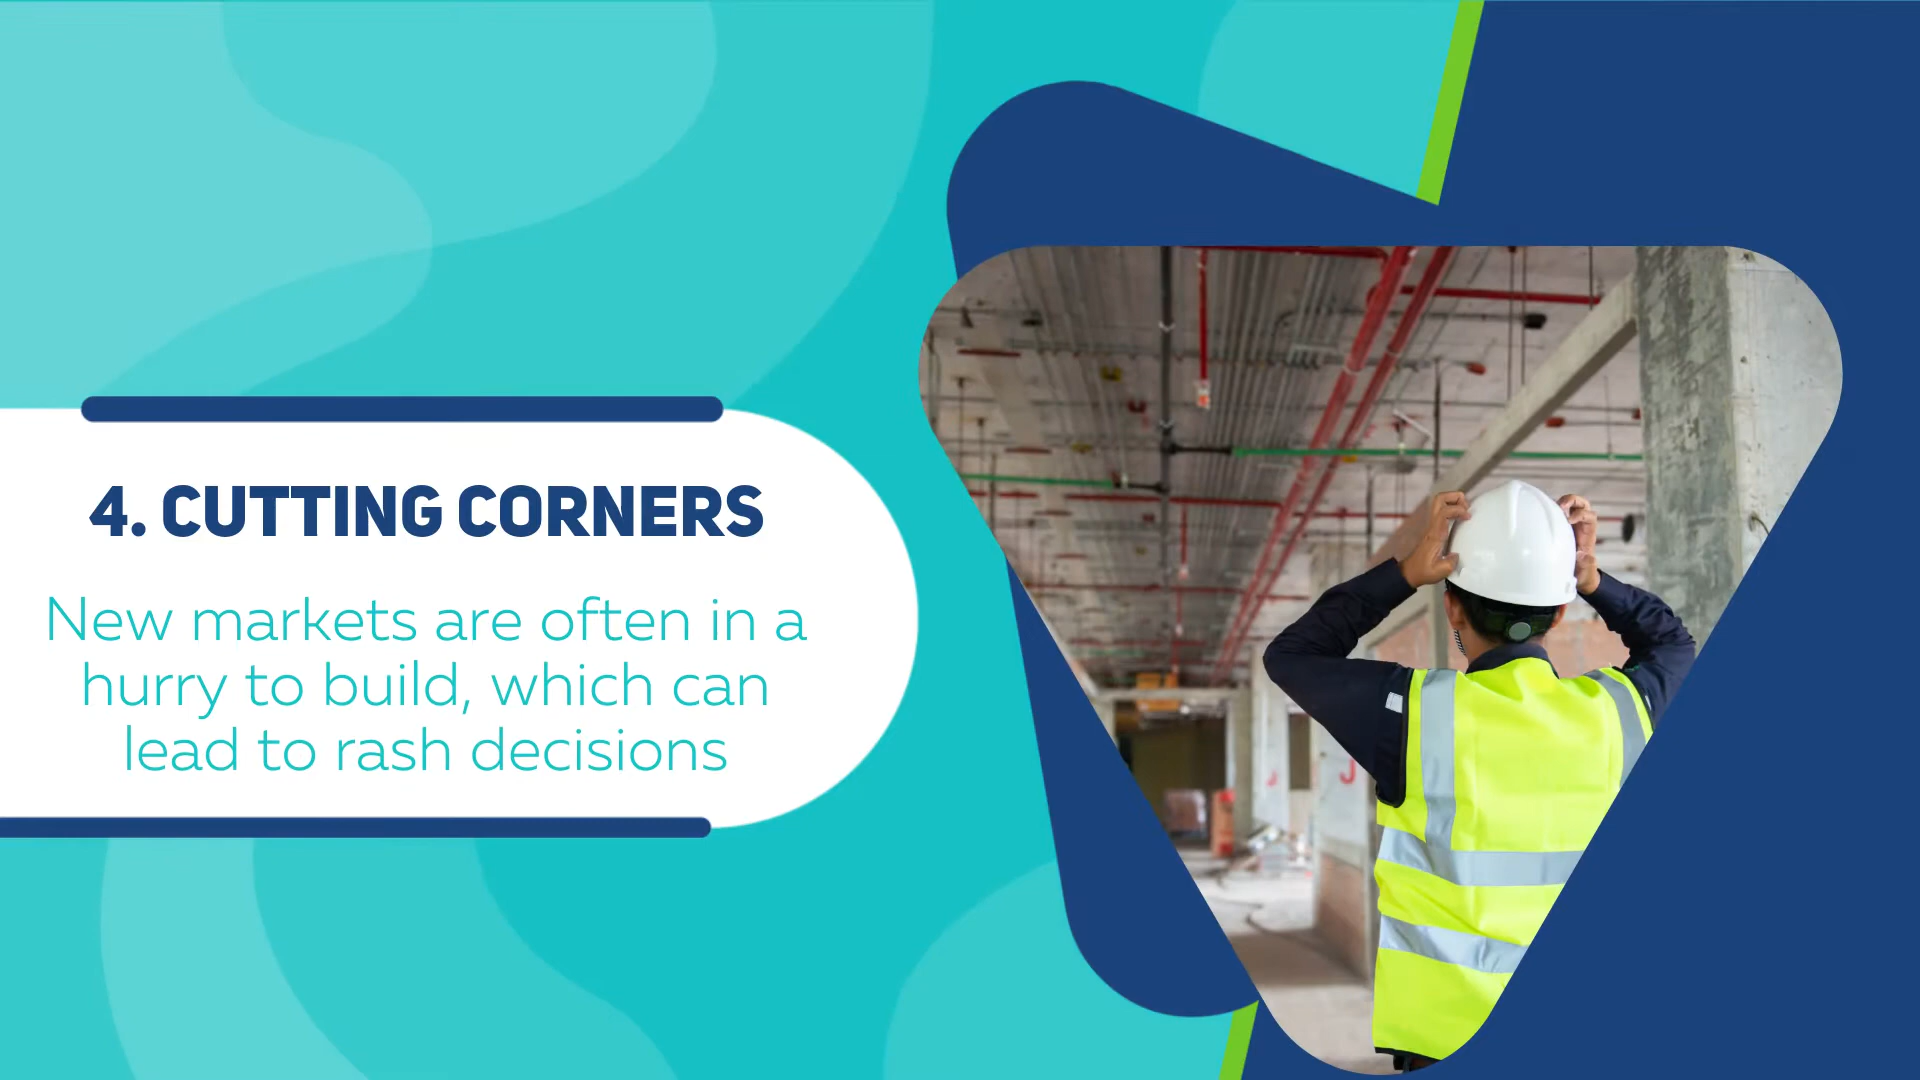 4. CUTTING CORNERS
New markets are often in a
hurry to build, which can
lead to rash decisions